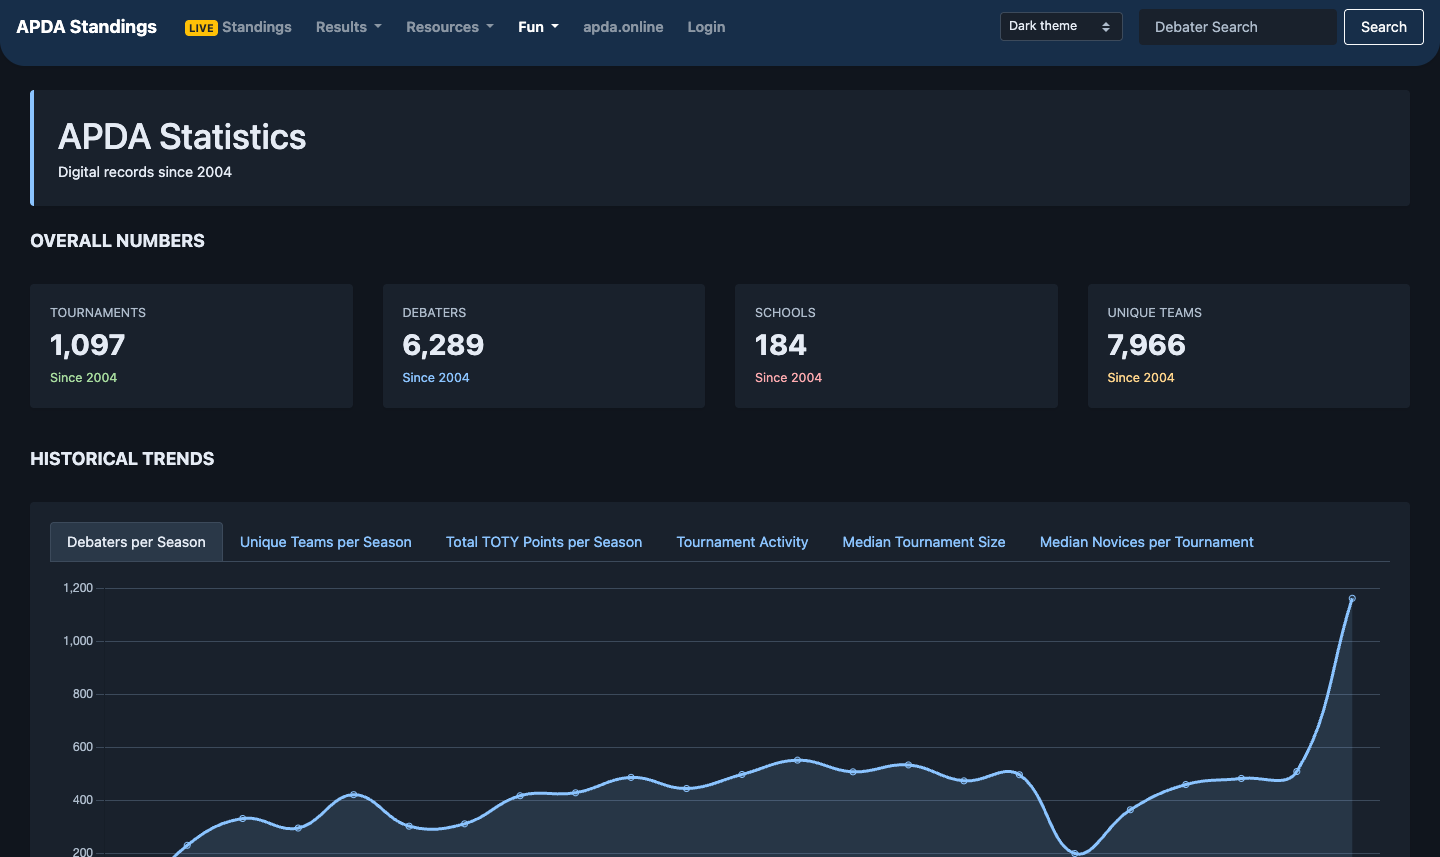 APDA Standings LIVE Standings Results Resources Fun apda.online Login Dark theme Debater Search Search
APDA Statistics
Digital records since 2004
OVERALL NUMBERS
TOURNAMENTS
1,097
Since 2004
DEBATERS
6,289
Since 2004
SCHOOLS
184
Since 2004
UNIQUE TEAMS
7,966
Since 2004
HISTORICAL TRENDS
Debaters per Season Unique Teams per Season Total TOTY Points per Season Tournament Activity Median Tournament Size Median Novices per Tournament
1,200
1,000
800
600
400
200